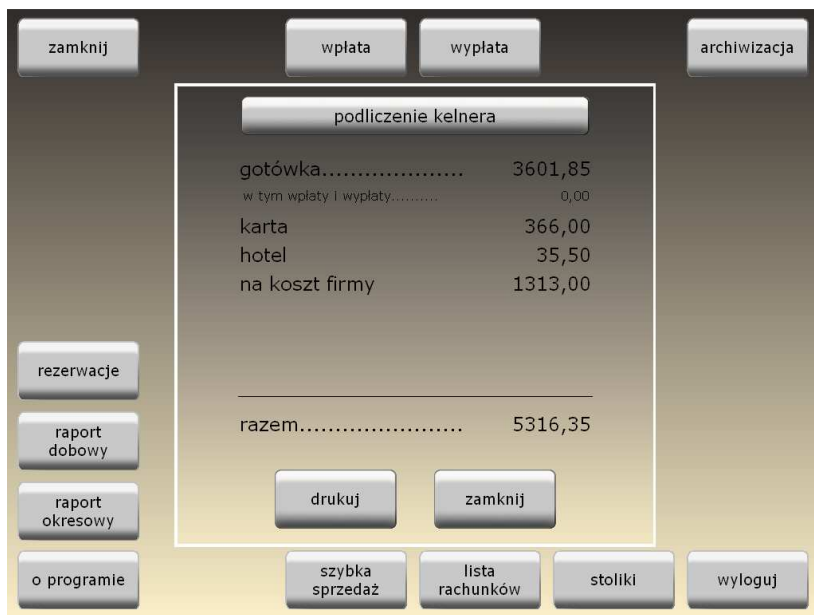 zamknij
wpłata
wypłata
archiwizacja
podliczenie kelnera
gotówka.................... 3601,85
w tym wpłaty i wypłaty.......... 0,00
karta 366,00
hotel 35,50
na koszt firmy 1313,00
rezerwacje
razem....................... 5316,35
raport
dobowy
drukuj
zamknij
raport
okresowy
o programie
szybka
sprzedaż
lista
rachunków
stoliki
wyloguj